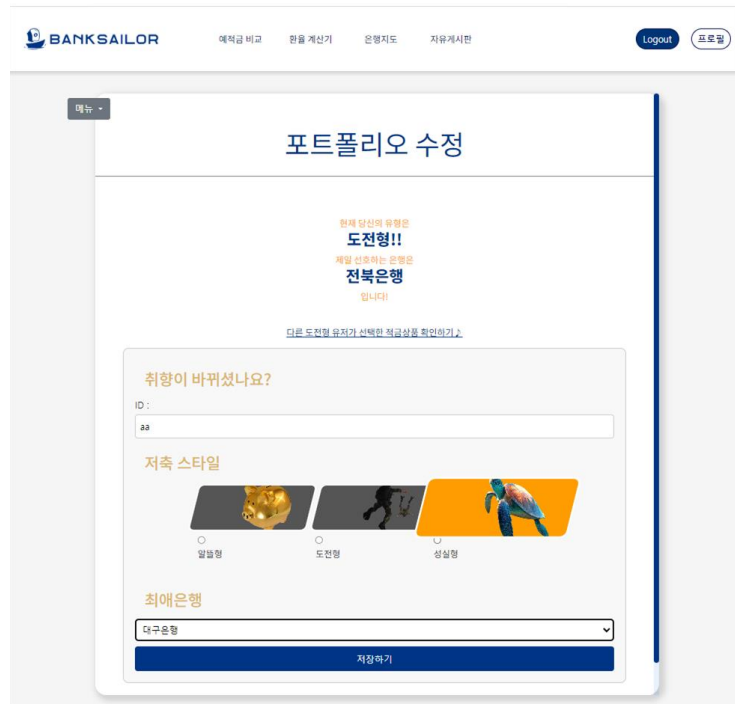 BANKSAILOR
예적금 비교 환율 계산기 은행지도 자유게시판
Logout 프로필
메뉴
포트폴리오 수정
현재 당신의 유형은
도전형!!
제일 선호하는 은행은
전북은행
입니다!
다른 도전형 유저가 선택한 적금상품 확인하기♪
취향이 바뀌셨나요?
ID :
aa
저축 스타일
알뜰형 도전형 성실형
최애은행
대구은행
저장하기